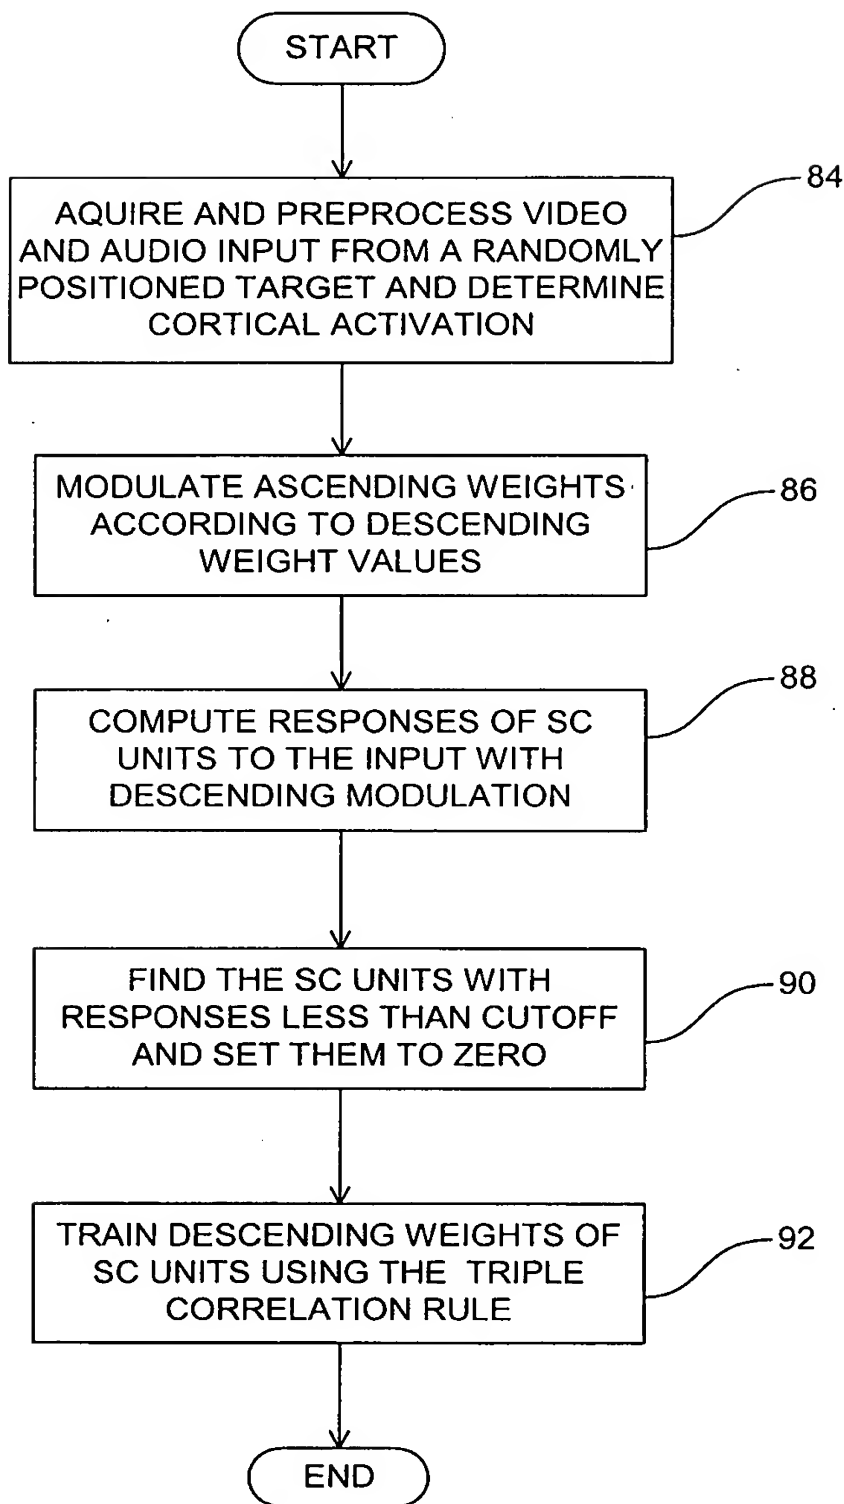 START
84
AQUIRE AND PREPROCESS VIDEO
AND AUDIO INPUT FROM A RANDOMLY
POSITIONED TARGET AND DETERMINE
CORTICAL ACTIVATION
86
MODULATE ASCENDING WEIGHTS
ACCORDING TO DESCENDING
WEIGHT VALUES
88
COMPUTE RESPONSES OF SC
UNITS TO THE INPUT WITH
DESCENDING MODULATION
90
FIND THE SC UNITS WITH
RESPONSES LESS THAN CUTOFF
AND SET THEM TO ZERO
92
TRAIN DESCENDING WEIGHTS OF
SC UNITS USING THE TRIPLE
CORRELATION RULE
END